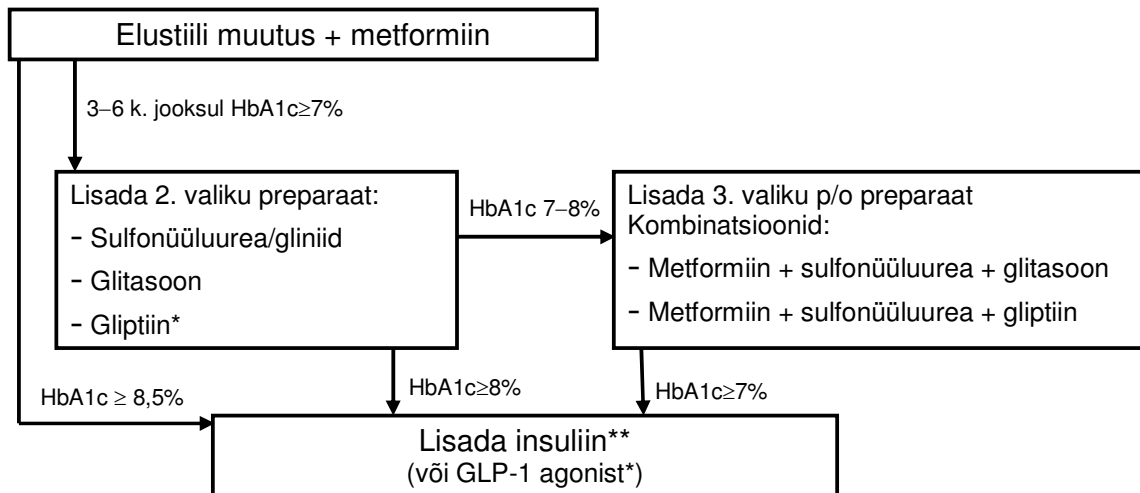 Elustiili muutus + metformiin
3–6 k. jooksul HbA1c≥7%
Lisada 2. valiku preparaat:
- Sulfonüüluurea/gliniid
- Glitasoon
- Gliptiin*
HbA1c 7–8%
Lisada 3. valiku p/o preparaat
Kombinatsioonid:
- Metformiin + sulfonüüluurea + glitasoon
- Metformiin + sulfonüüluurea + gliptiin
HbA1c ≥ 8,5%
HbA1c≥8%
HbA1c≥7%
Lisada insuliin**
(või GLP-1 agonist*)